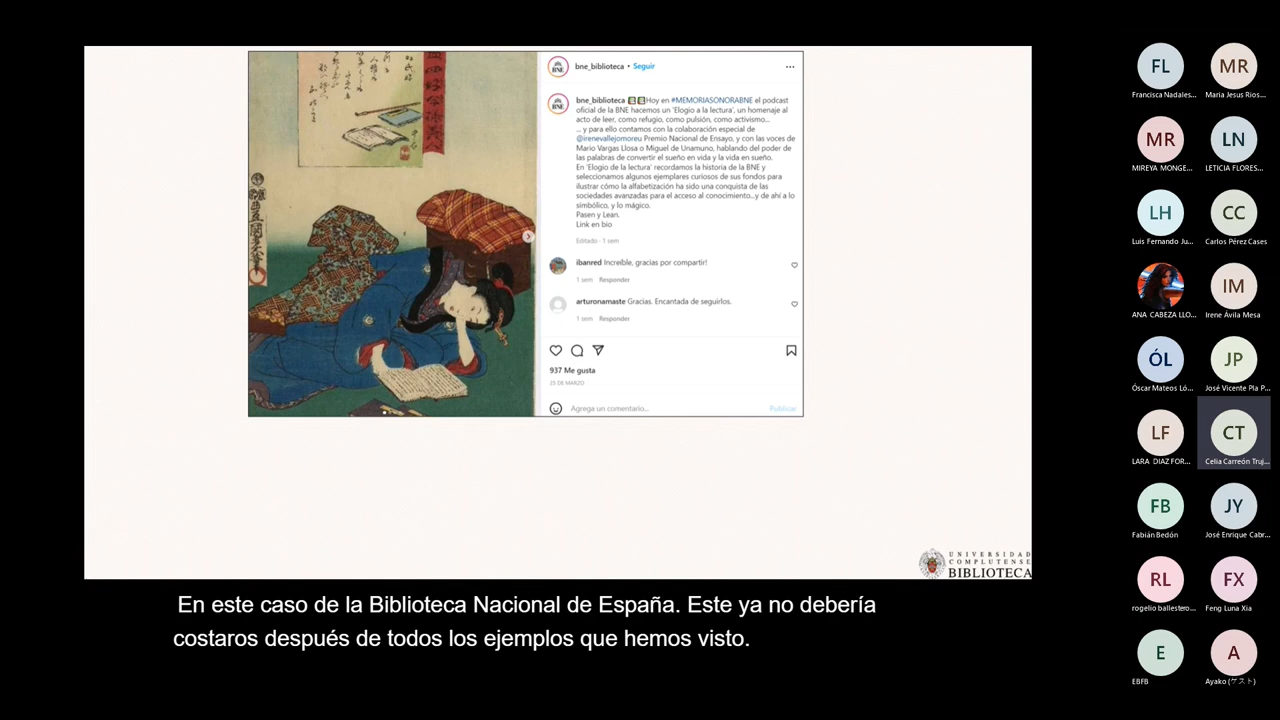 bne_biblioteca • Seguir
bne_biblioteca Hoy en #MEMORIASONORABNE el podcast
oficial de la BNE hacemos un 'Elogio a la lectura', un homenaje al
acto de leer, como refugio, como pulsión, como activismo...
... y para ello contamos con la colaboración especial de
@irenevallejomoreu Premio Nacional de Ensayo, y con las voces de
Mario Vargas Llosa o Miguel de Unamuno, hablando del poder de
las palabras de convertir el sueño en vida y la vida en sueño.
En 'Elogio de la lectura' recordamos la historia de la BNE y
seleccionamos algunos ejemplares curiosos de sus fondos para
ilustrar cómo la alfabetización ha sido una conquista de las
sociedades avanzadas para el acceso al conocimiento...y de ahí a lo
simbólico, y lo mágico.
Pasen y Lean.
Link en bio
Editado · 1 sem
ibanred Increíble, gracias por compartir!
1 sem Responder
arturonamaste Gracias. Encantada de seguirlos.
1 sem Responder
937 Me gusta
25 DE MARZO
Agrega un comentario... Publicar
UNIVERSIDAD
COMPLUTENSE
BIBLIOTECA
En este caso de la Biblioteca Nacional de España. Este ya no debería
costaros después de todos los ejemplos que hemos visto.
FL MR
Francisca Nadales... Maria Jesus Ríos...
MR LN
MIREYA MONGE... LETICIA FLORES...
LH CC
Luis Fernando Ju... Carlos Pérez Cases
IM
ANA CABEZA LLO... Irene Ávila Mesa
ÓL JP
Óscar Mateos Ló... José Vicente Pla P...
LF CT
LARA DIAZ FOR... Celia Carreón Truj...
FB JY
Fabián Bedón José Enrique Cabr...
RL FX
rogelio ballestero... Feng Luna Xia
E A
EBFB Ayako (ゲスト)